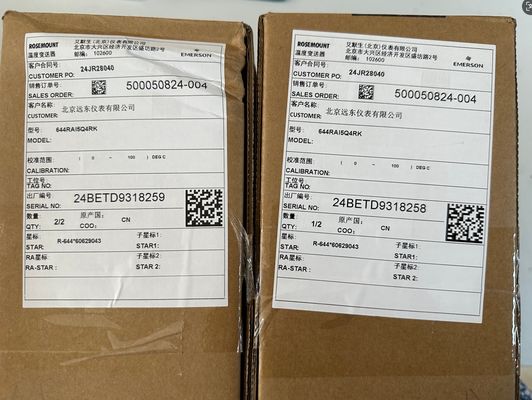 ROSEMOUNT
温度变送器
艾默生(北京)仪表有限公司
北京市大兴区经济开发区盛坊路2号
邮编: 102600
EMERSON
客户合同号:
CUSTOMER PO: 24JR28040
销售订单号:
SALES ORDER: 500050824-004
客户名称:
CUSTOMER: 北京远东仪表有限公司
型号: 644RAI5Q4RK
MODEL:
校准范围: ( 0 - 100 ) DEG C
CALIBRATION:
工位号:
TAG NO:
出厂编号
SERIAL NO: 24BETD9318259
数量: 2/2 原产国: CN
QTY: COO:
星标: R-644*60629043 子星标1:
STAR: STAR1:
RA星标: 子星标2:
RA-STAR : STAR 2:
ROSEMOUNT
温度变送器
艾默生(北京)仪表有限公司
北京市大兴区经济开发区盛坊路2号
邮编: 102600
EMERSON
客户合同号:
CUSTOMER PO: 24JR28040
销售订单号:
SALES ORDER: 500050824-004
客户名称:
CUSTOMER: 北京远东仪表有限公司
型号: 644RAI5Q4RK
MODEL:
校准范围: ( 0 - 100 ) DEG C
CALIBRATION:
工位号:
TAG NO:
出厂编号
SERIAL NO: 24BETD9318258
数量: 1/2 原产国: CN
QTY: COO:
星标: R-644*60629043 子星标1:
STAR: STAR1:
RA星标: 子星标2:
RA-STAR : STAR 2: